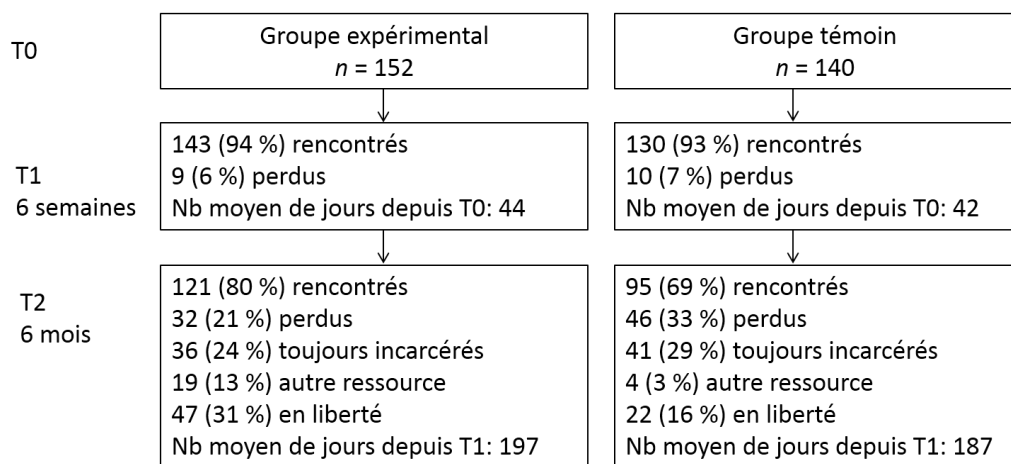 T0
Groupe expérimental
n = 152
Groupe témoin
n = 140
T1
6 semaines
143 (94 %) rencontrés
9 (6 %) perdus
Nb moyen de jours depuis T0: 44
130 (93 %) rencontrés
10 (7 %) perdus
Nb moyen de jours depuis T0: 42
T2
6 mois
121 (80 %) rencontrés
32 (21 %) perdus
36 (24 %) toujours incarcérés
19 (13 %) autre ressource
47 (31 %) en liberté
Nb moyen de jours depuis T1: 197
95 (69 %) rencontrés
46 (33 %) perdus
41 (29 %) toujours incarcérés
4 (3 %) autre ressource
22 (16 %) en liberté
Nb moyen de jours depuis T1: 187